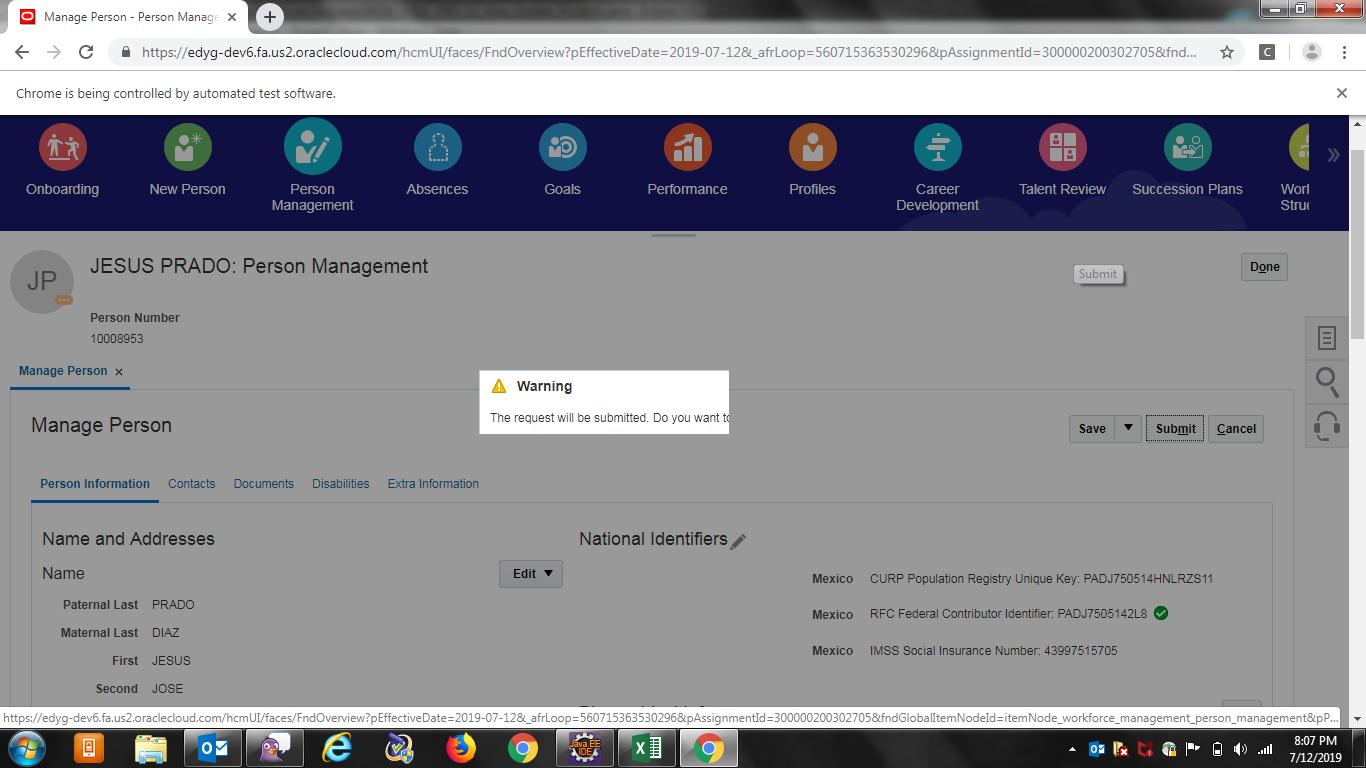 Manage Person - Person Manage
https://edyg-dev6.fa.us2.oraclecloud.com/hcmUI/faces/FndOverview?pEffectiveDate=2019-07-12&_afrLoop=560715363530296&pAssignmentId=300000200302705&fnd...
C
Chrome is being controlled by automated test software.
Onboarding
New Person
Person Management
Absences
Goals
Performance
Profiles
Career Development
Talent Review
Succession Plans
Worl
Struc
JP
JESUS PRADO: Person Management
Submit
Done
Person Number
10008953
Manage Person
Warning
The request will be submitted. Do you want to
Manage Person
Save
Submit
Cancel
Person Information
Contacts
Documents
Disabilities
Extra Information
Name and Addresses
National Identifiers
Name
Edit
Mexico CURP Population Registry Unique Key: PADJ750514HNLRZS11
Paternal Last PRADO
Mexico RFC Federal Contributor Identifier: PADJ7505142L8
Maternal Last DIAZ
Mexico IMSS Social Insurance Number: 43997515705
First JESUS
Second JOSE
https://edyg-dev6.fa.us2.oraclecloud.com/hcmUI/faces/FndOverview?pEffectiveDate=2019-07-12&_afrLoop=560715363530296&pAssignmentId=300000200302705&fndGlobalItemNodeId=itemNode_workforce_management_person_management&pP...
Java EE
IDE
8:07 PM
7/12/2019